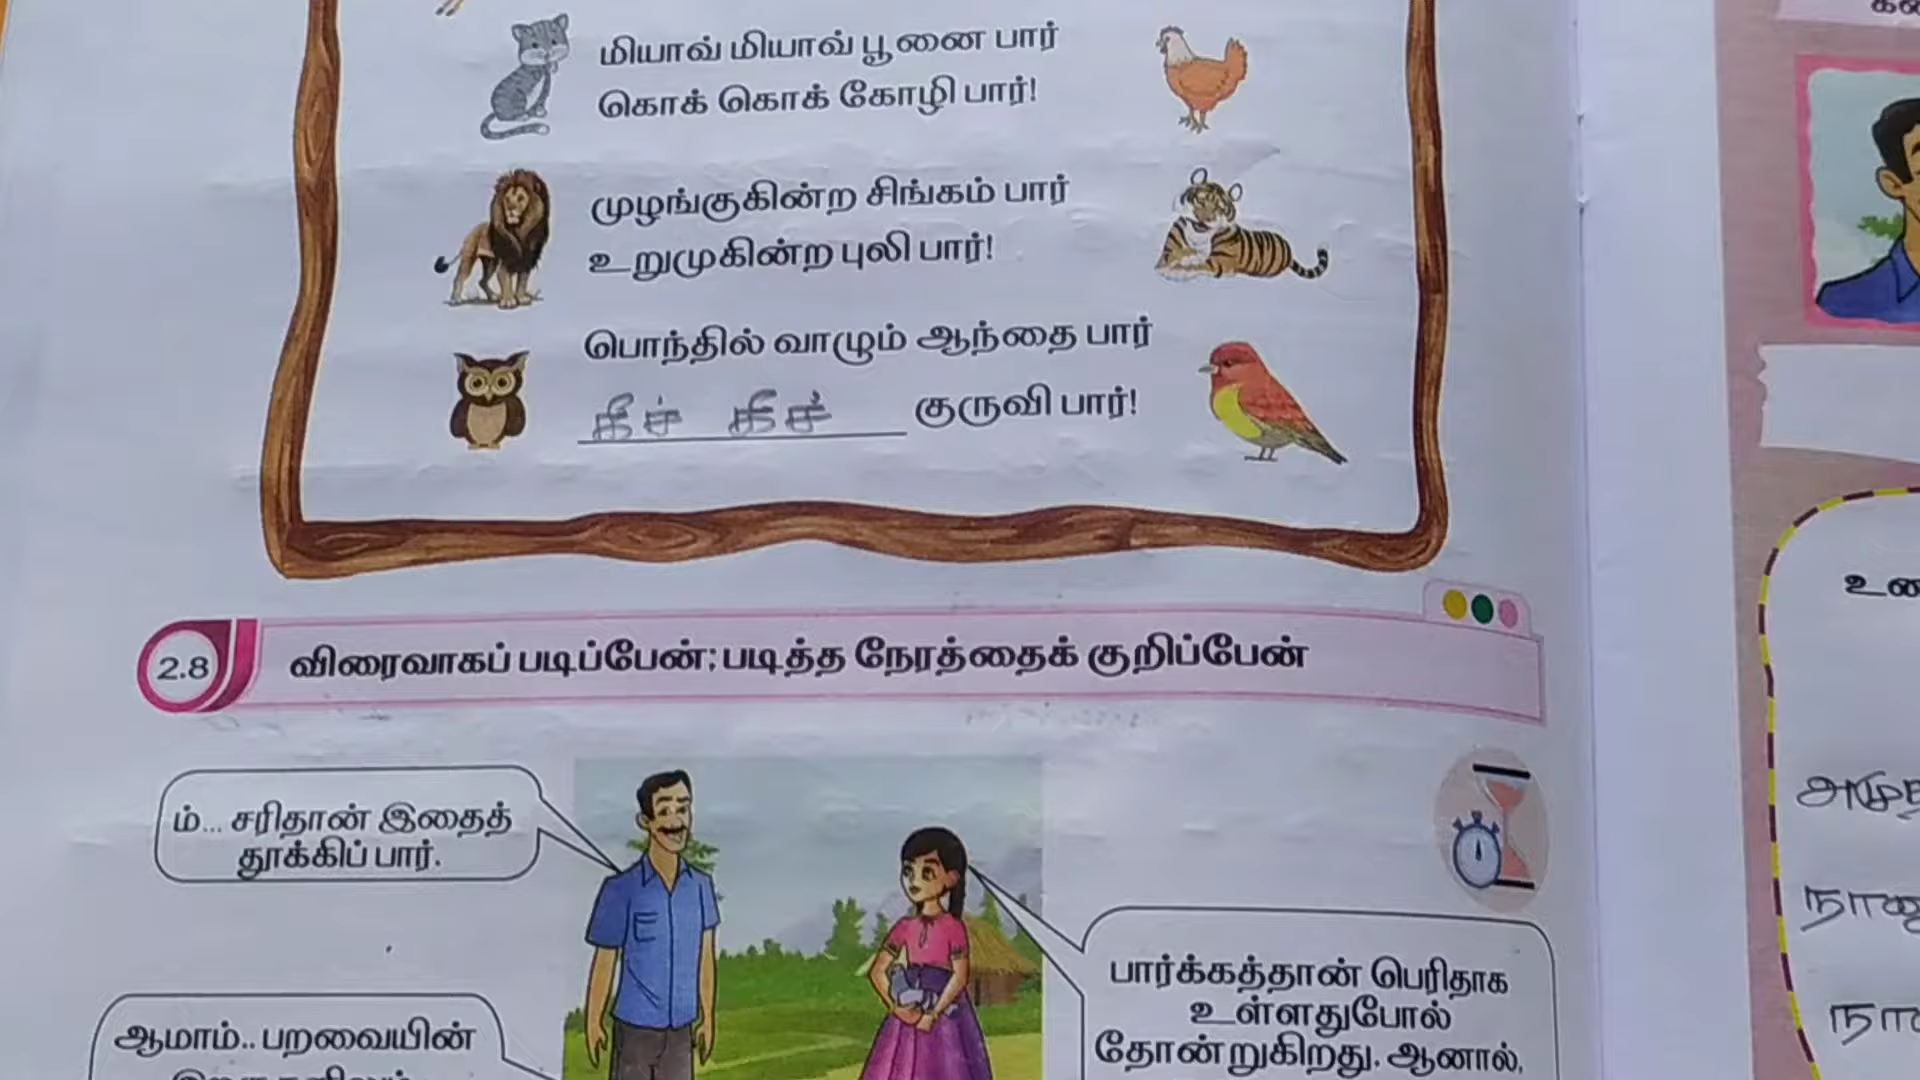 மியாவ் மியாவ் பூனை பார்
கொக் கொக் கோழி பார்!
முழங்குகின்ற சிங்கம் பார்
உறுமுகின்ற புலி பார்!
பொந்தில் வாழும் ஆந்தை பார்
கீச் கீச் குருவி பார்!
2.8 விரைவாகப் படிப்பேன்; படித்த நேரத்தைக் குறிப்பேன்
ம்... சரிதான் இதைத்
தூக்கிப் பார்.
பார்க்கத்தான் பெரிதாக
உள்ளதுபோல்
தோன்றுகிறது. ஆனால்,
ஆமாம்.. பறவையின்